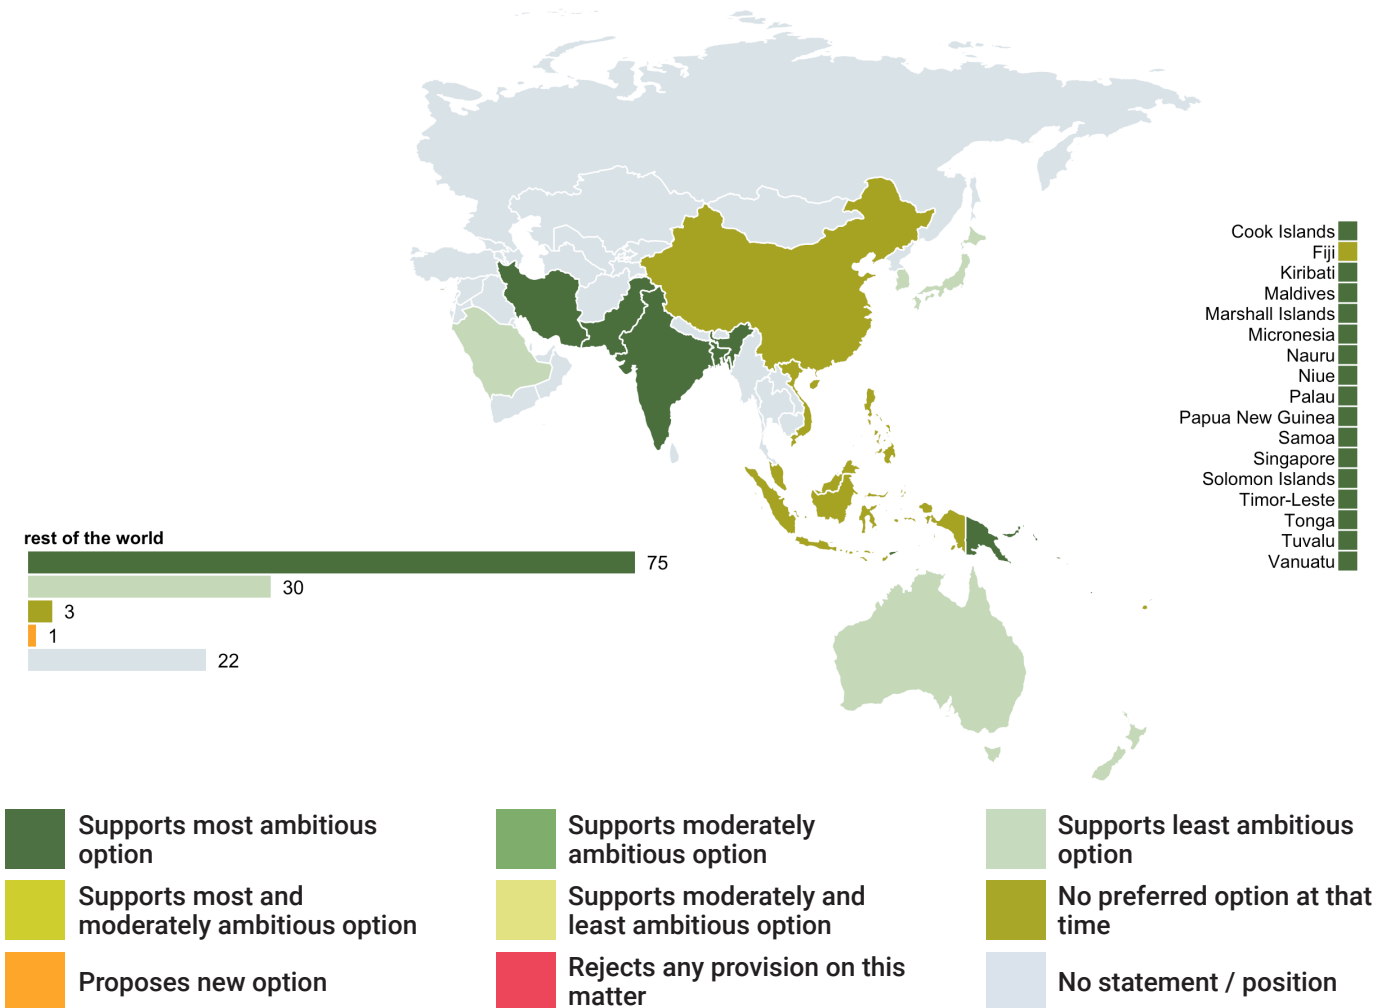 Cook Islands
Fiji
Kiribati
Maldives
Marshall Islands
Micronesia
Nauru
Niue
Palau
Papua New Guinea
Samoa
Singapore
Solomon Islands
Timor-Leste
Tonga
Tuvalu
Vanuatu
rest of the world
75
30
3
1
22
Supports most ambitious
option
Supports moderately
ambitious option
Supports least ambitious
option
Supports most and
moderately ambitious option
Supports moderately and
least ambitious option
No preferred option at that
time
Proposes new option
Rejects any provision on this
matter
No statement / position